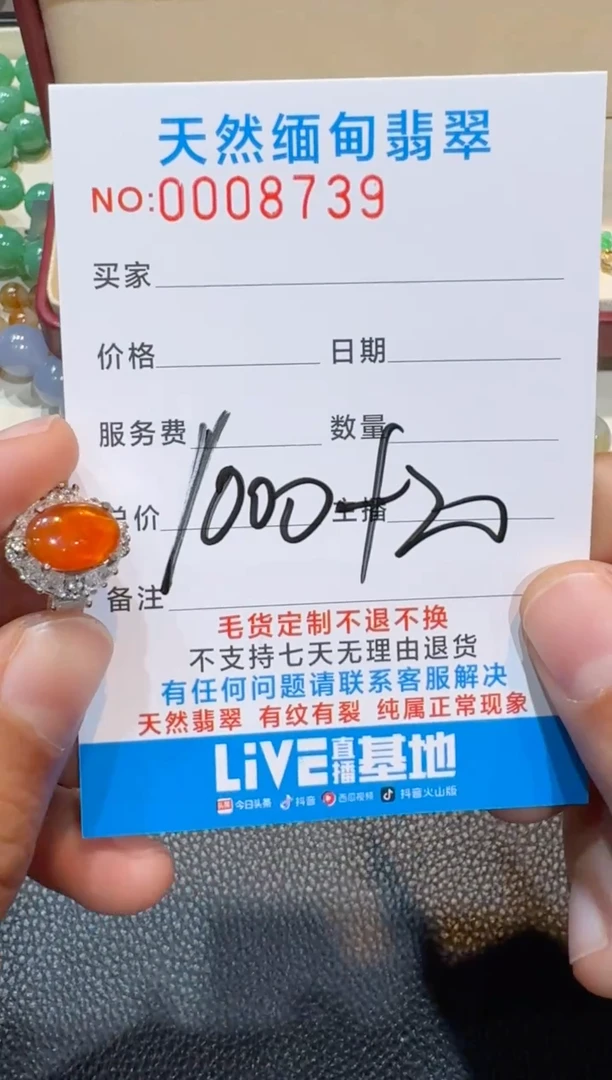 天然缅甸翡翠
NO:0008739
买家
价格 日期
服务费 数量
总价 主播
1000+
备注
毛货定制不退不换
不支持七天无理由退货
有任何问题请联系客服解决
天然翡翠 有纹有裂 纯属正常现象
LiVE直播基地
头条 今日头条 抖音 西瓜视频 抖音火山版